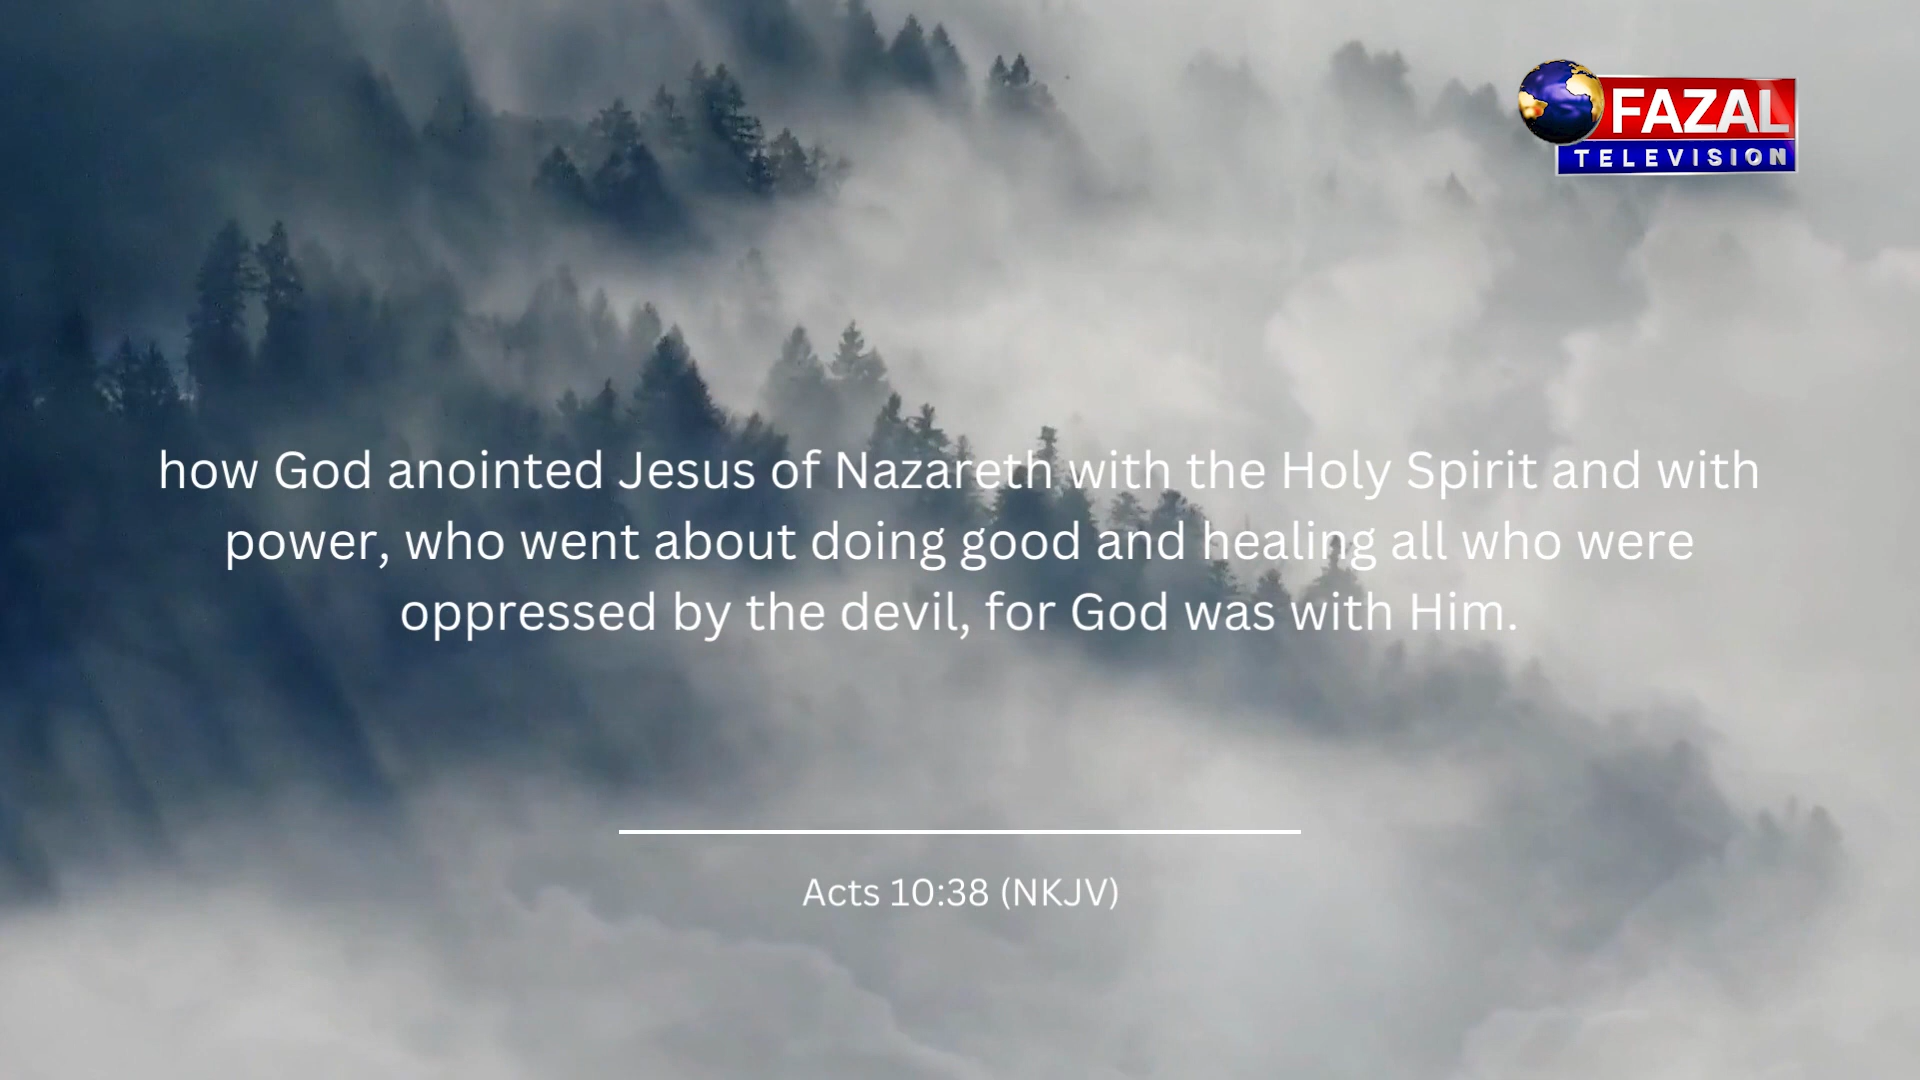 FAZAL
TELEVISION
how God anointed Jesus of Nazareth with the Holy Spirit and with
power, who went about doing good and healing all who were
oppressed by the devil, for God was with Him.
Acts 10:38 (NKJV)